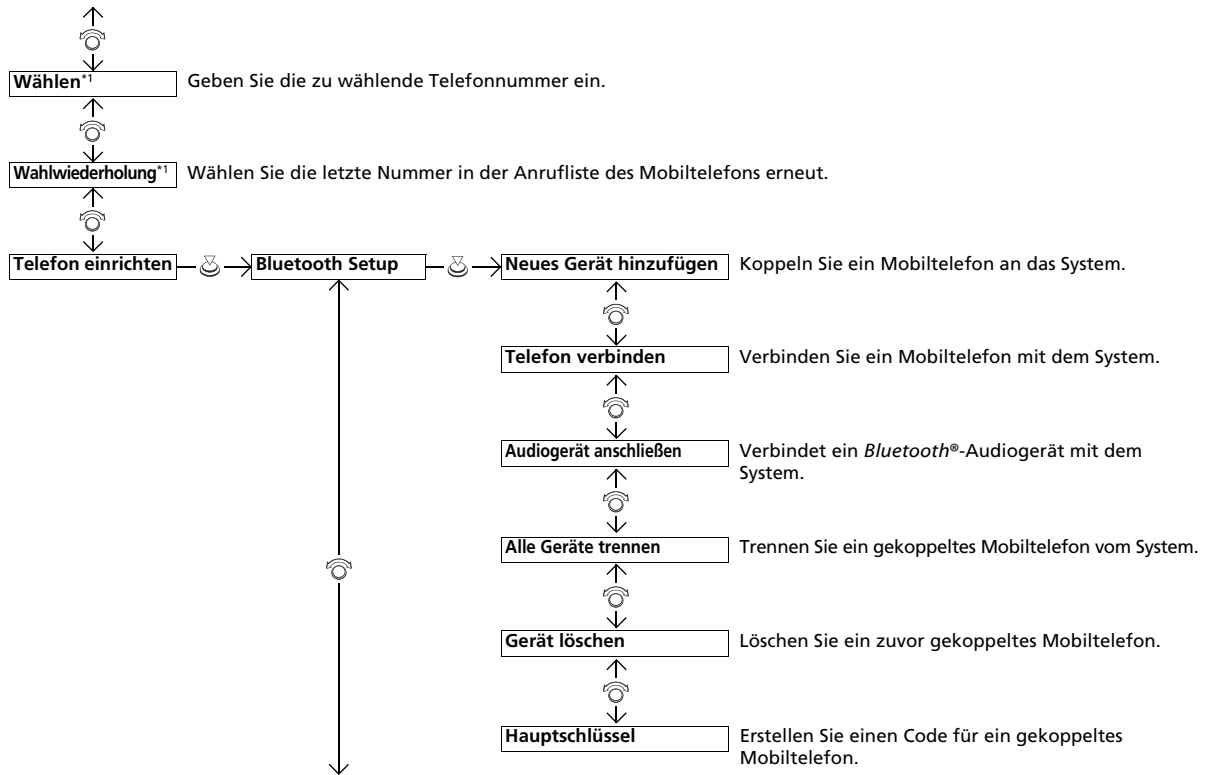 Wählen*1 Geben Sie die zu wählende Telefonnummer ein.
Wahlwiederholung*1 Wählen Sie die letzte Nummer in der Anrufliste des Mobiltelefons erneut.
Telefon einrichten Bluetooth Setup Neues Gerät hinzufügen Koppeln Sie ein Mobiltelefon an das System.
Telefon verbinden Verbinden Sie ein Mobiltelefon mit dem System.
Audiogerät anschließen Verbindet ein Bluetooth®-Audiogerät mit dem
System.
Alle Geräte trennen Trennen Sie ein gekoppeltes Mobiltelefon vom System.
Gerät löschen Löschen Sie ein zuvor gekoppeltes Mobiltelefon.
Hauptschlüssel Erstellen Sie einen Code für ein gekoppeltes
Mobiltelefon.